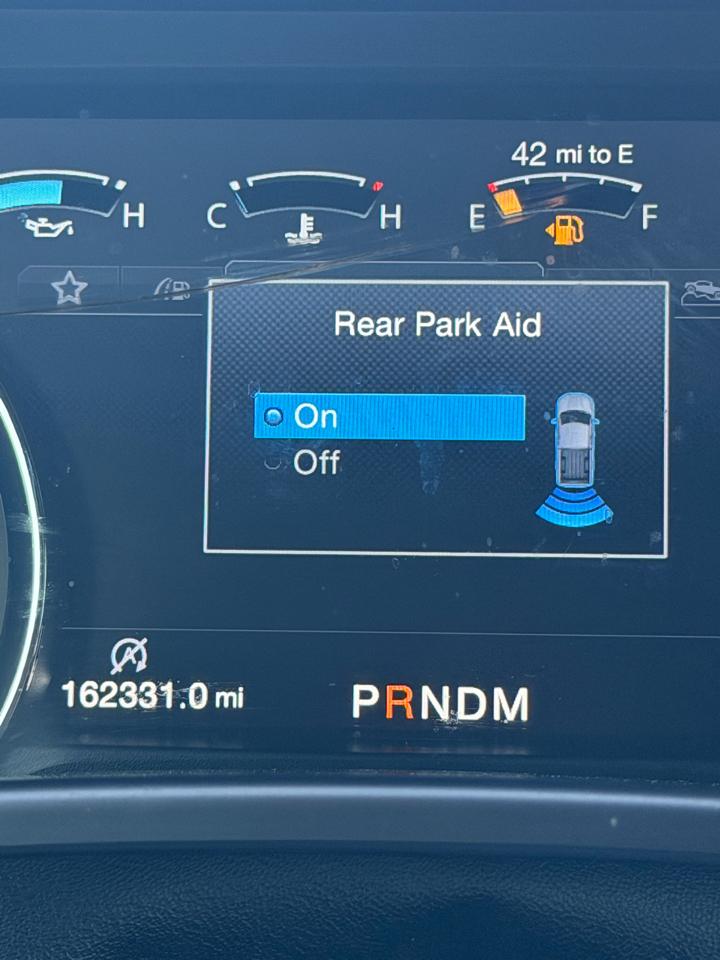 42 mi to E
H
C H
E F
Rear Park Aid
On
Off
A
162331.0 mi
PRNDM